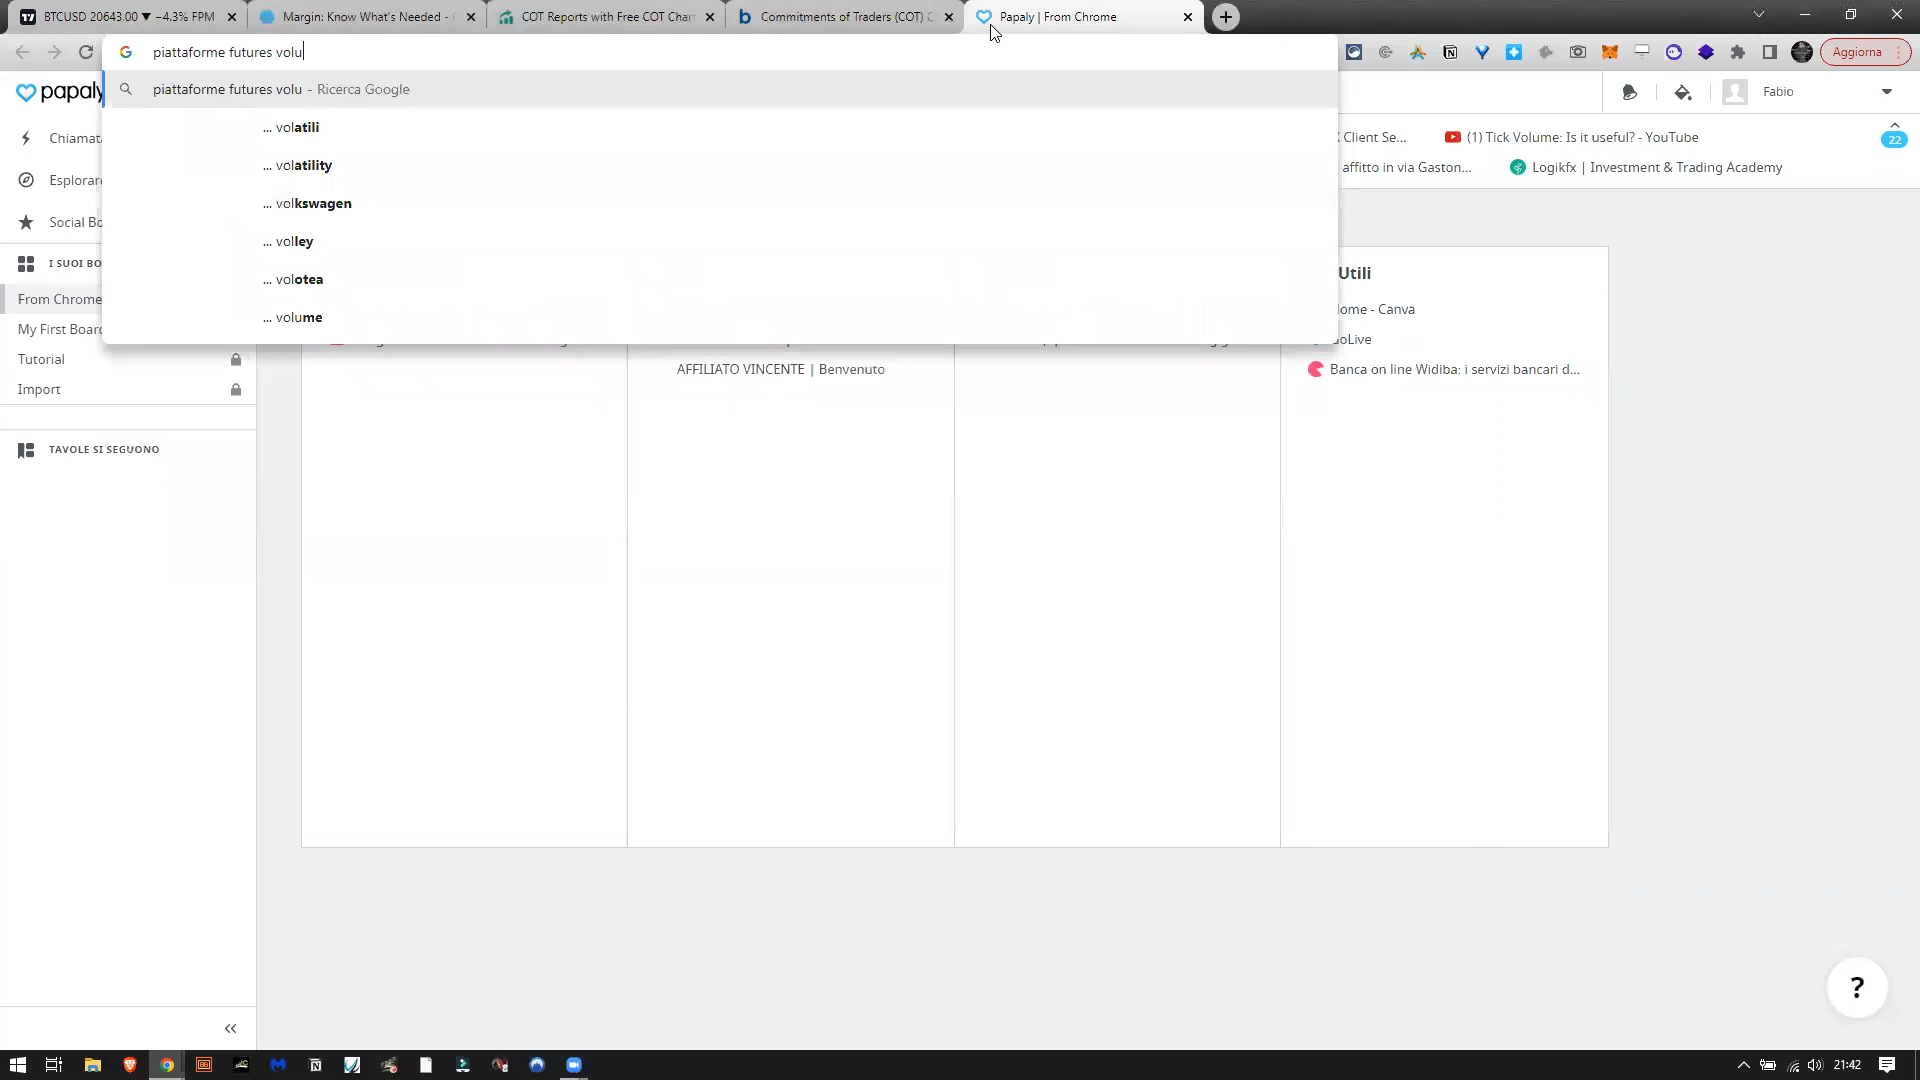 BTCUSD 20643.00 ▼ −4.3% FPM
Margin: Know What's Needed -
COT Reports with Free COT Char
Commitments of Traders (COT) C
Papaly | From Chrome
piattaforme futures volu
Aggiorna
piattaforme futures volu - Ricerca Google
... volatili
... volatility
... volkswagen
... volley
... volotea
... volume
papaly
Fabio
Chiamata
Esplorare
Social Bo
I SUOI BO
From Chrome
My First Board
Tutorial
Import
TAVOLE SI SEGUONO
Client Se...
(1) Tick Volume: Is it useful? - YouTube
22
affitto in via Gaston...
Logikfx | Investment & Trading Academy
Utili
ome - Canva
oLive
Banca on line Widiba: i servizi bancari d...
AFFILIATO VINCENTE | Benvenuto
?
21:42